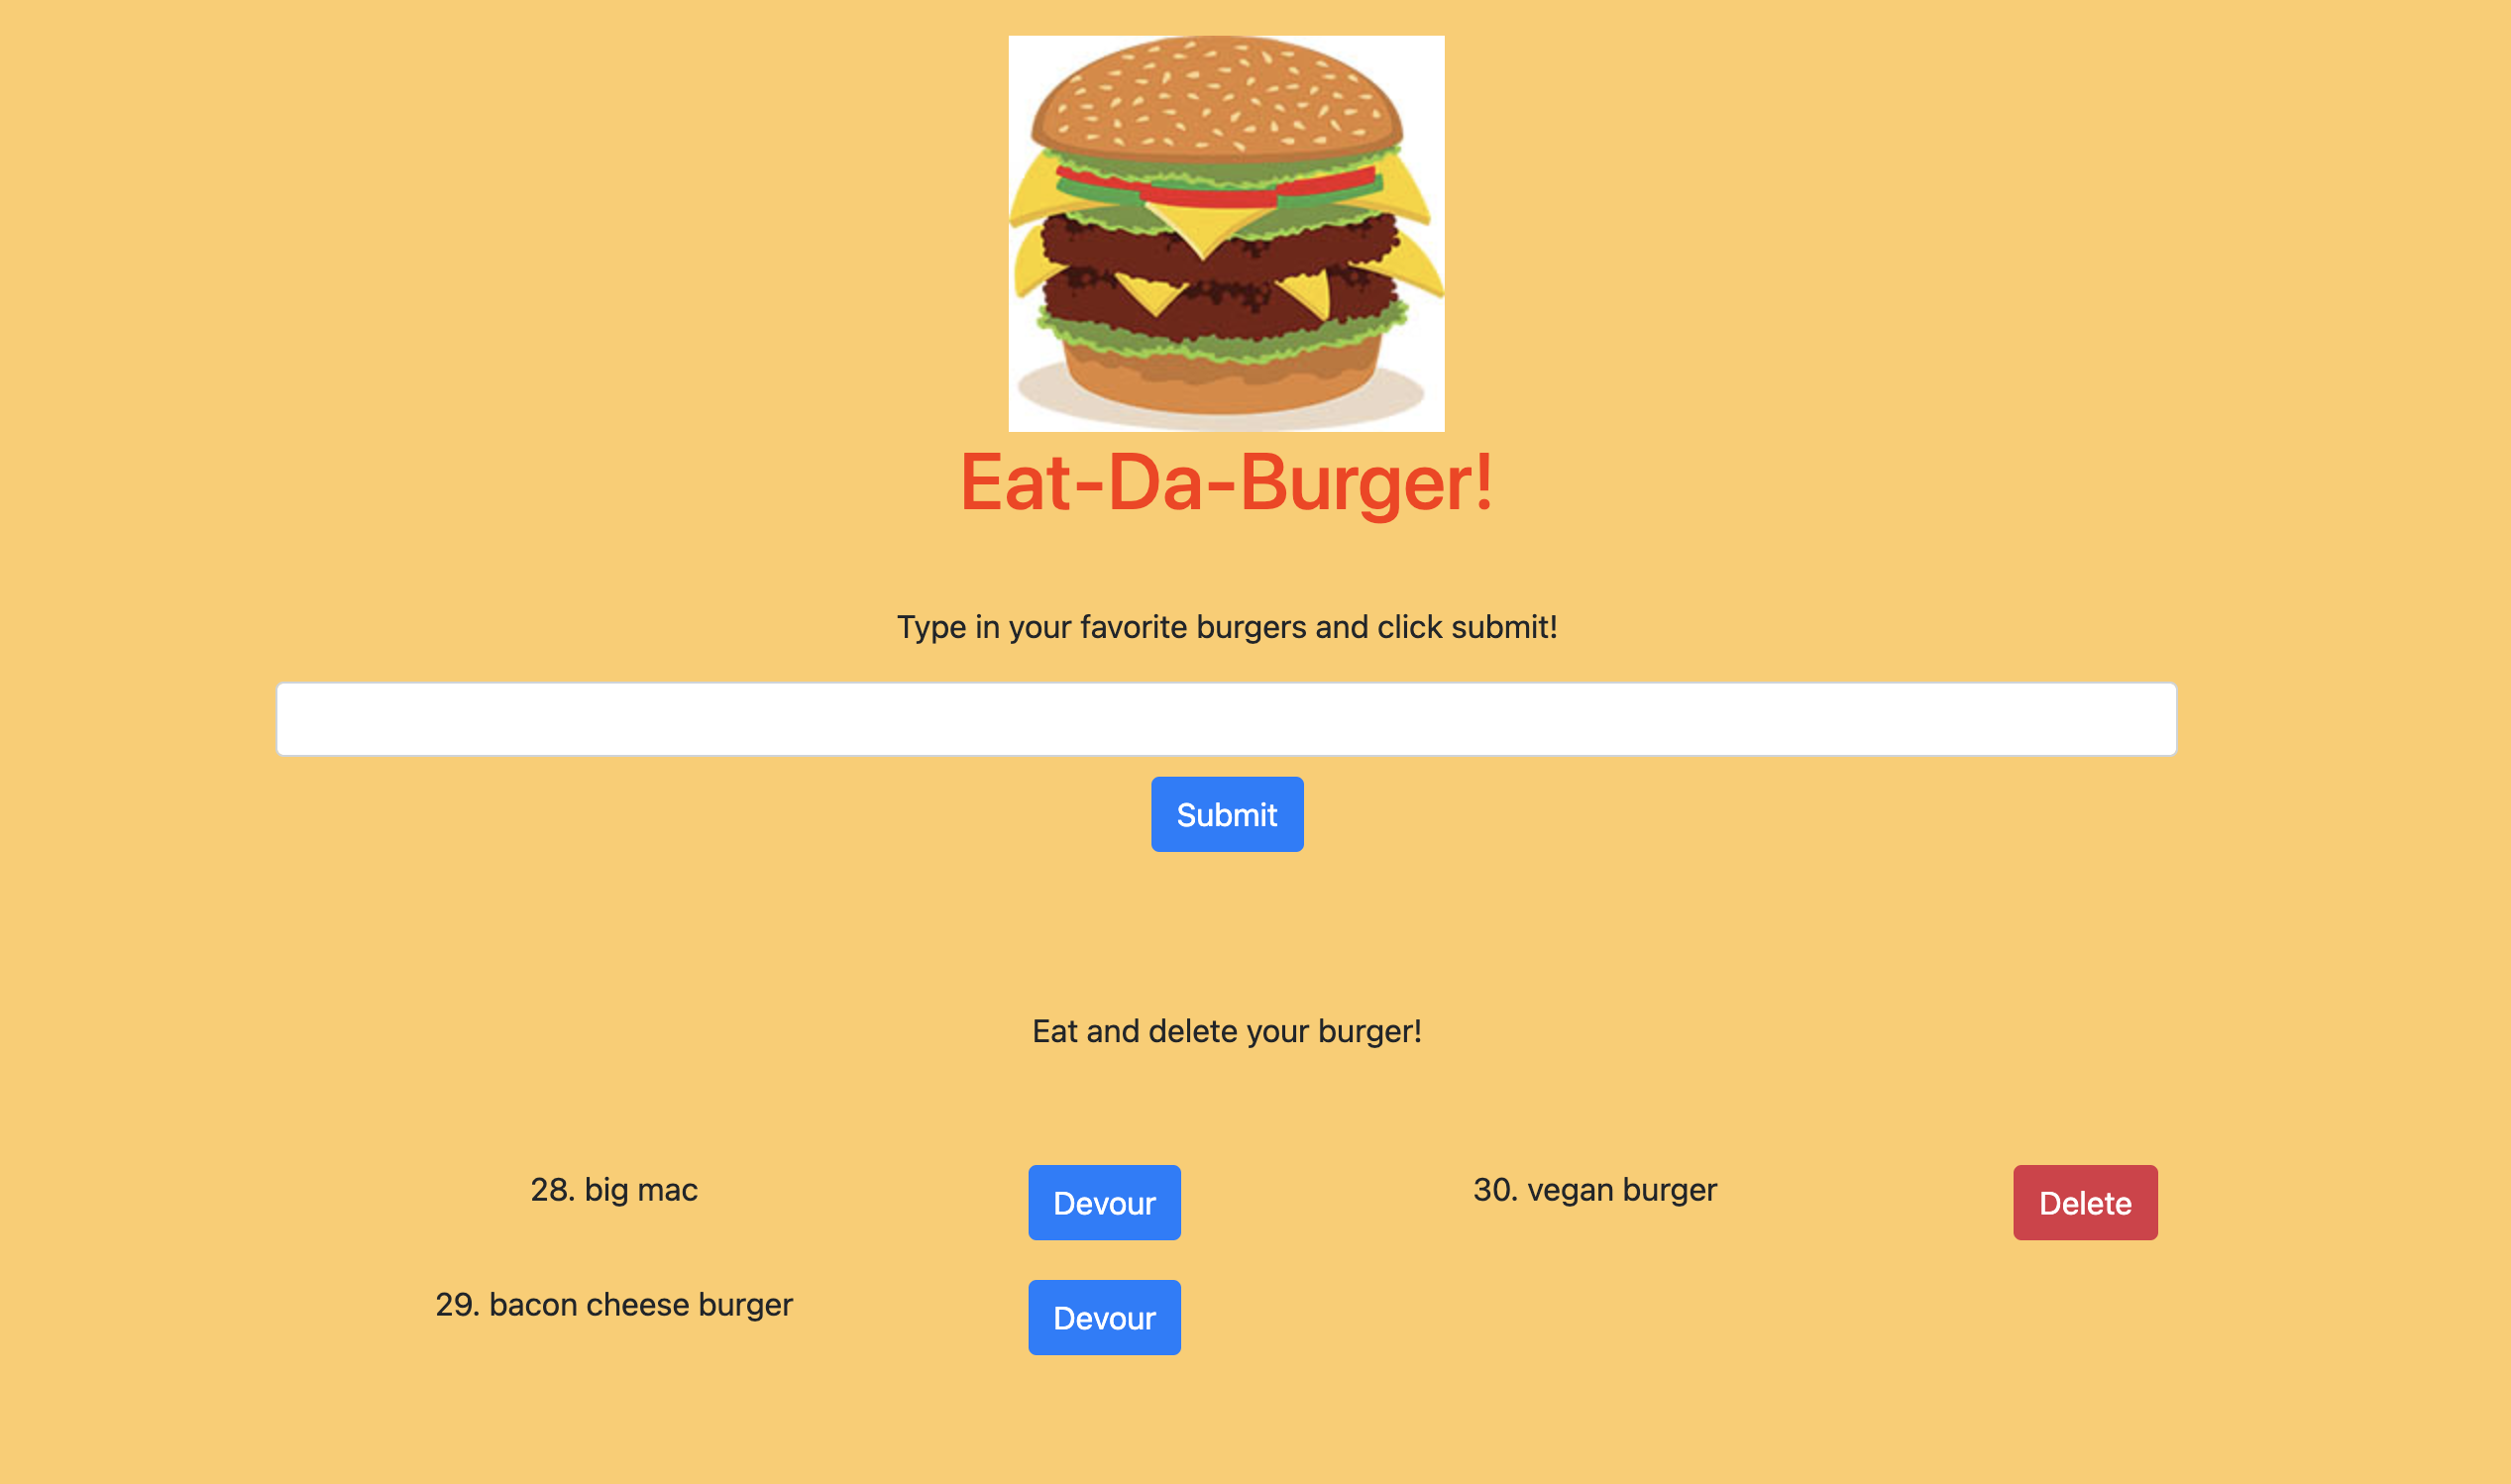 Eat-Da-Burger!
Type in your favorite burgers and click submit!
Submit
Eat and delete your burger!
28. big mac
Devour
30. vegan burger
Delete
29. bacon cheese burger
Devour